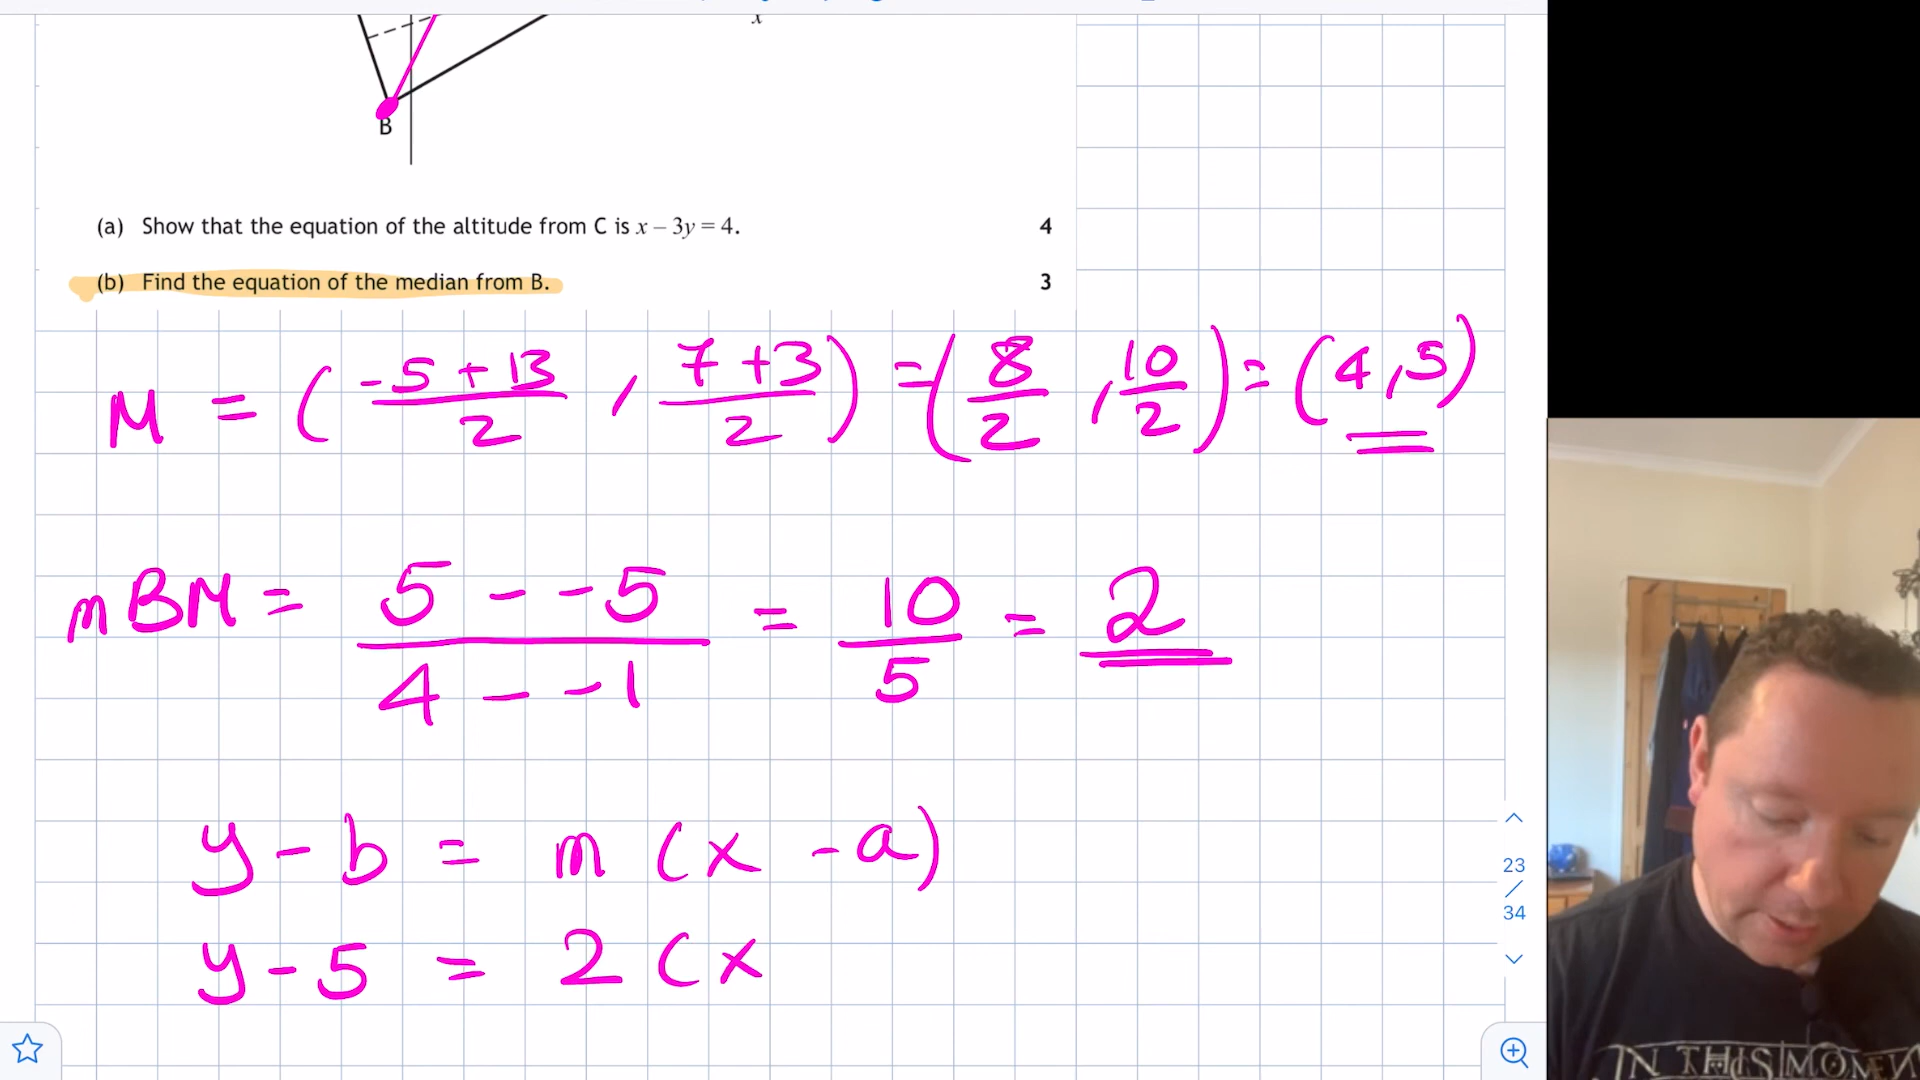 x
B
(a) Show that the equation of the altitude from C is x – 3y = 4. 4
(b) Find the equation of the median from B. 3
M = (-5+13/2 , 7+3/2) = (8/2 , 10/2) = (4,5)
mBM = 5 - -5/4 - -1 = 10/5 = 2
y - b = m (x - a)
y - 5 = 2 (x
23
/
34
IN THIS MOMEN